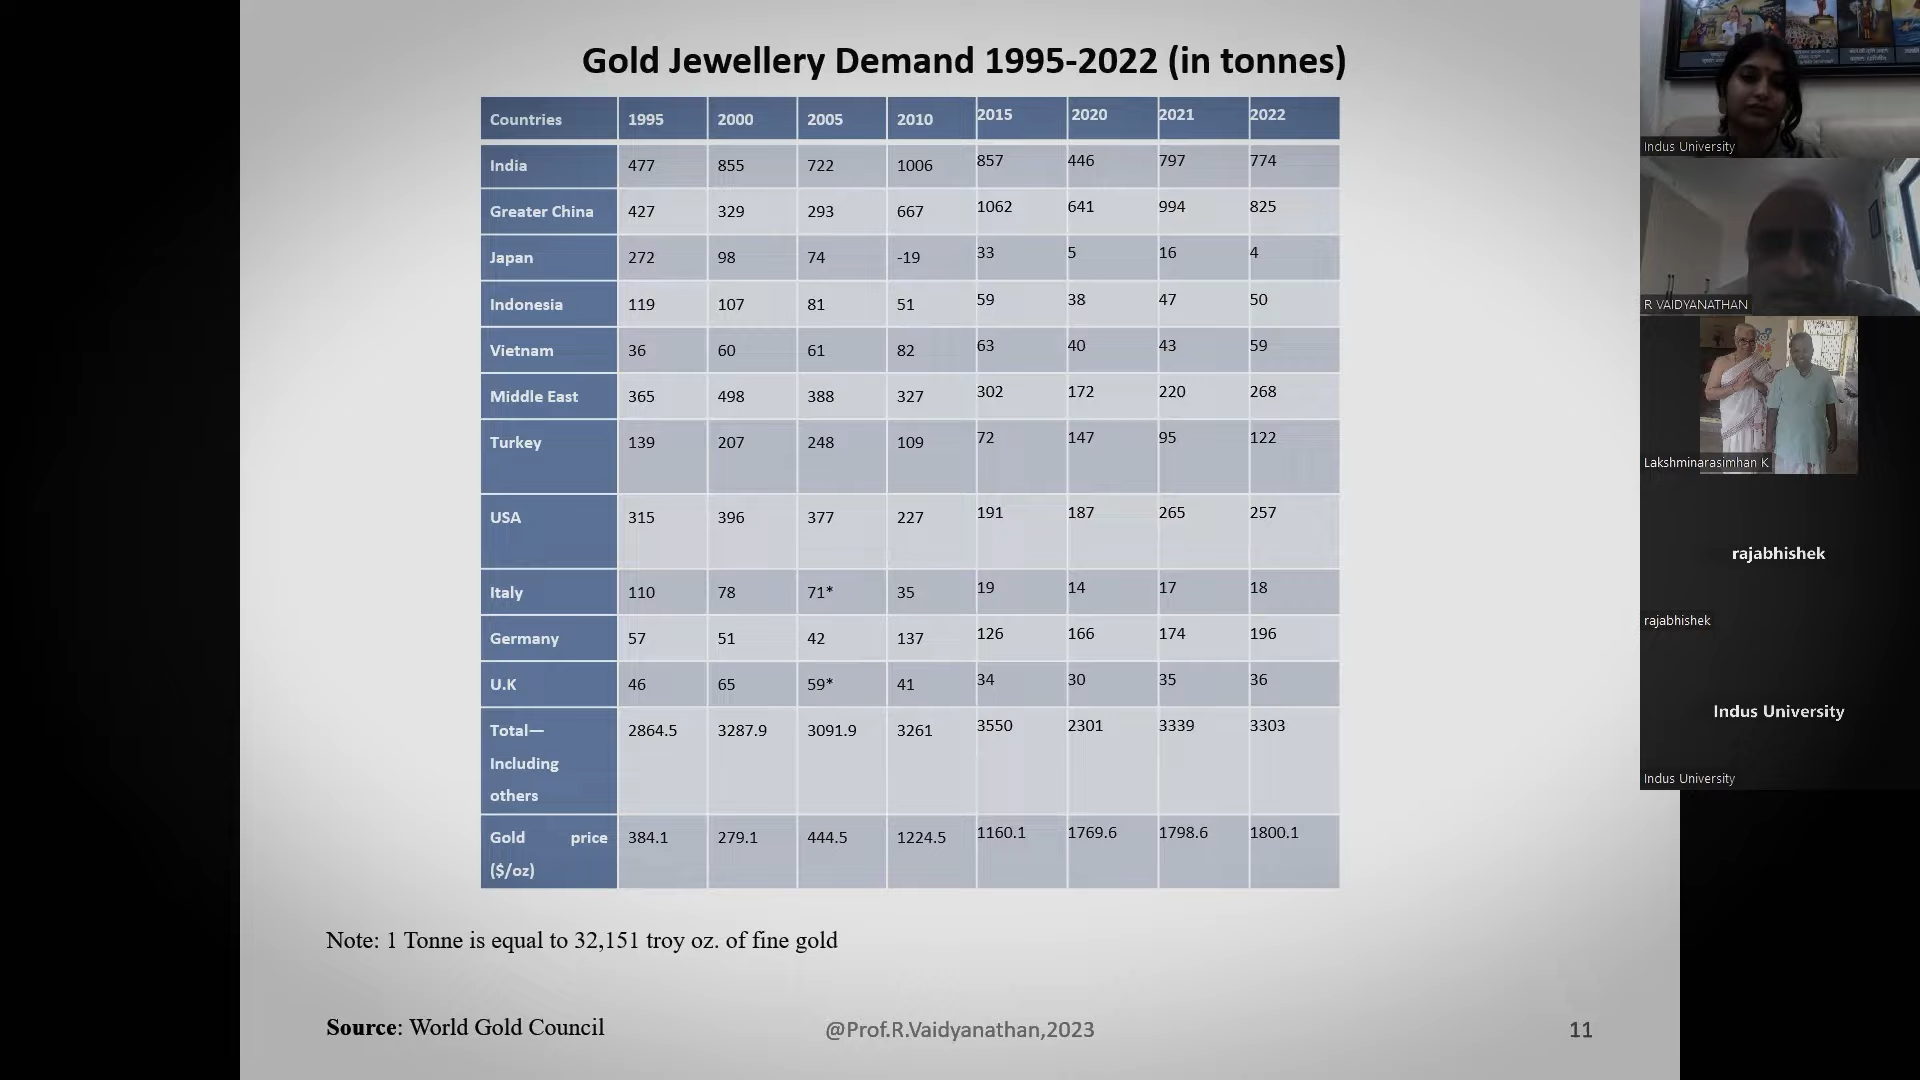 Gold Jewellery Demand 1995-2022 (in tonnes)
Countries 1995 2000 2005 2010 2015 2020 2021 2022
India 477 855 722 1006 857 446 797 774
Greater China 427 329 293 667 1062 641 994 825
Japan 272 98 74 -19 33 5 16 4
Indonesia 119 107 81 51 59 38 47 50
Vietnam 36 60 61 82 63 40 43 59
Middle East 365 498 388 327 302 172 220 268
Turkey 139 207 248 109 72 147 95 122
USA 315 396 377 227 191 187 265 257
Italy 110 78 71* 35 19 14 17 18
Germany 57 51 42 137 126 166 174 196
U.K 46 65 59* 41 34 30 35 36
Total— 2864.5 3287.9 3091.9 3261 3550 2301 3339 3303
Including
others
Gold price 384.1 279.1 444.5 1224.5 1160.1 1769.6 1798.6 1800.1
($/oz)
Note: 1 Tonne is equal to 32,151 troy oz. of fine gold
Source: World Gold Council
@Prof.R.Vaidyanathan,2023
11
Indus University
R VAIDYANATHAN
Lakshminarasimhan K
rajabhishek
rajabhishek
Indus University
Indus University